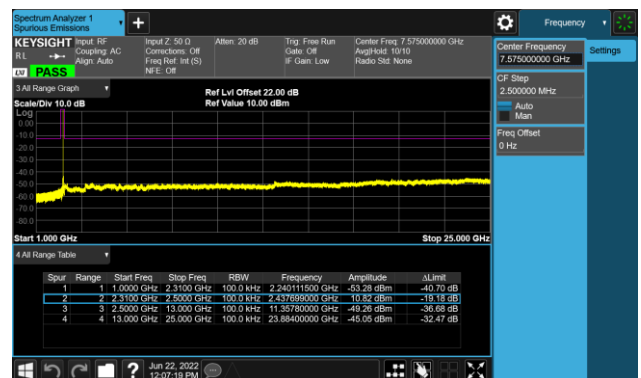 Spectrum Analyzer 1
Spurious Emissions
Frequency
KEYSIGHT
RL
PASS
Input: RF
Coupling: AC
Align: Auto
Input Z: 50 Ω
Corrections: Off
Freq Ref: Int (S)
NFE: Off
Atten: 20 dB
Trig: Free Run
Gate: Off
IF Gain: Low
Center Freq: 7.575000000 GHz
Avg|Hold: 10/10
Radio Std: None
Center Frequency
7.575000000 GHz
Settings
CF Step
2.500000 MHz
Auto
Man
Freq Offset
0 Hz
3 All Range Graph
Scale/Div 10.0 dB
Ref Lvl Offset 22.00 dB
Ref Value 10.00 dBm
Log
0.00
-10.0
-20.0
-30.0
-40.0
-50.0
-60.0
-70.0
-80.0
Start 1.000 GHz
Stop 25.000 GHz
4 All Range Table
Spur Range Start Freq Stop Freq RBW Frequency Amplitude ΔLimit
1 1 1.0000 GHz 2.3100 GHz 100.0 kHz 2.240111500 GHz -53.28 dBm -40.70 dB
2 2 2.3100 GHz 2.5000 GHz 100.0 kHz 2.437699000 GHz 10.82 dBm -19.18 dB
3 3 2.5000 GHz 13.000 GHz 100.0 kHz 11.35780000 GHz -49.26 dBm -36.68 dB
4 4 13.000 GHz 25.000 GHz 100.0 kHz 23.88400000 GHz -45.05 dBm -32.47 dB
Jun 22, 2022
12:07:19 PM